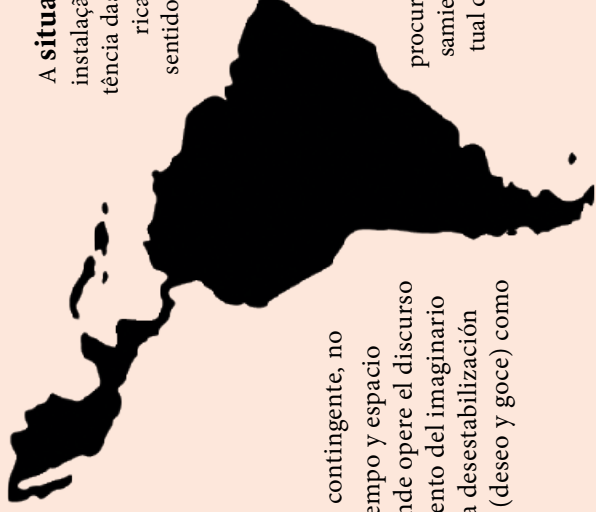 A situa
instalaçã
tência das
rica
sentido
procur
samie
tual
contingente, no
empo y espacio
nde opere el discurso
ento del imaginario
a desestabilización
(deseo y goce) como